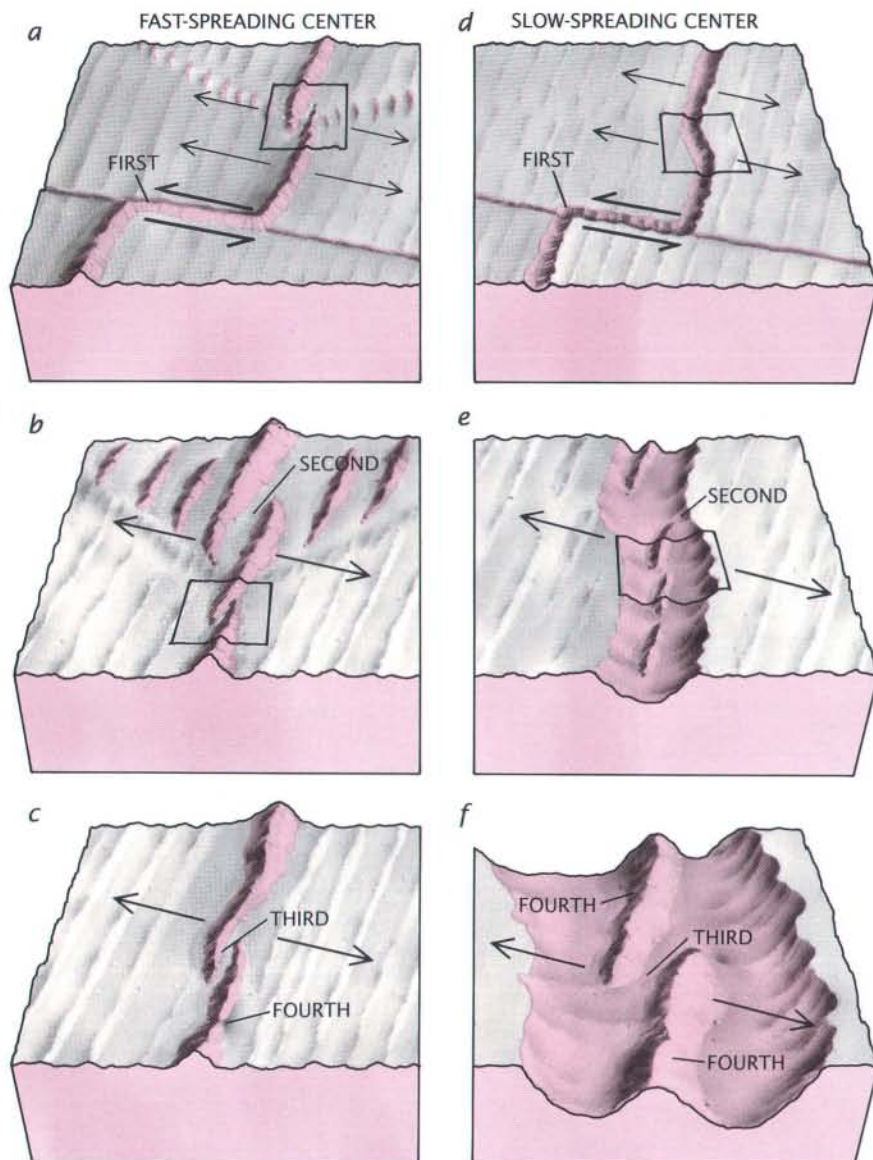 FAST-SPREADING CENTER
SLOW-SPREADING CENTER
a
FIRST
d
FIRST
b
SECOND
e
SECOND
c
THIRD
FOURTH
f
FOURTH
THIRD
FOURTH